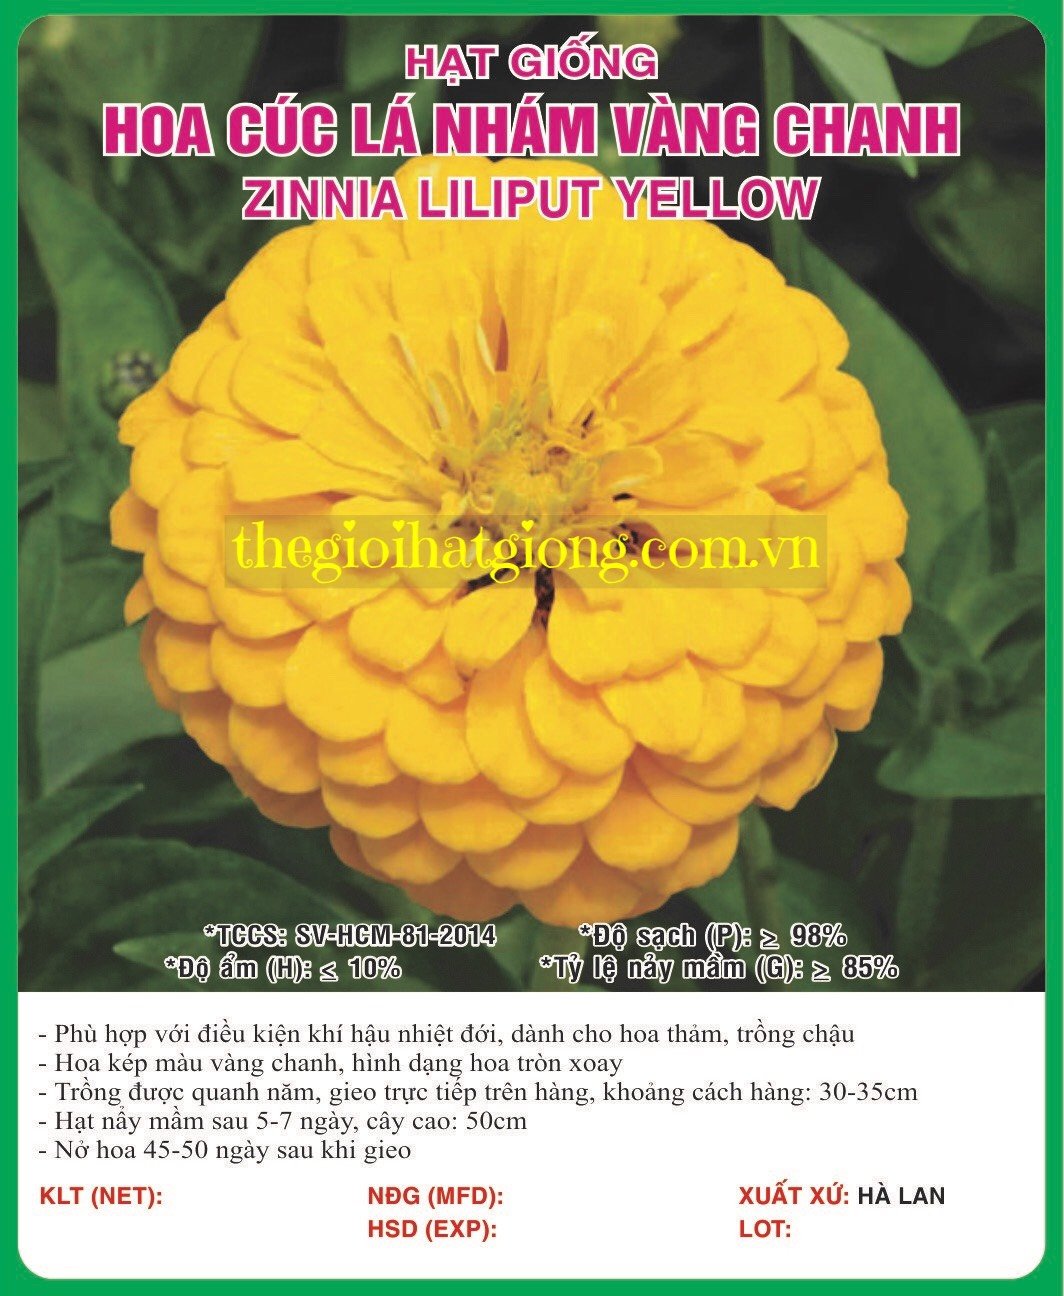 HẠT GIỐNG
HOA CÚC LÁ NHÁM VÀNG CHANH
ZINNIA LILIPUT YELLOW
thegioihatgiong.com.vn
*TCCS: SV-HCM-81-2014 *Độ sạch (P): ≥ 98%
*Độ ẩm (H): ≤ 10% *Tỷ lệ nảy mầm (G): ≥ 85%
- Phù hợp với điều kiện khí hậu nhiệt đới, dành cho hoa thảm, trồng chậu
- Hoa kép màu vàng chanh, hình dạng hoa tròn xoay
- Trồng được quanh năm, gieo trực tiếp trên hàng, khoảng cách hàng: 30-35cm
- Hạt nẩy mầm sau 5-7 ngày, cây cao: 50cm
- Nở hoa 45-50 ngày sau khi gieo
KLT (NET): NĐG (MFD): XUẤT XỨ: HÀ LAN
HSD (EXP): LOT: